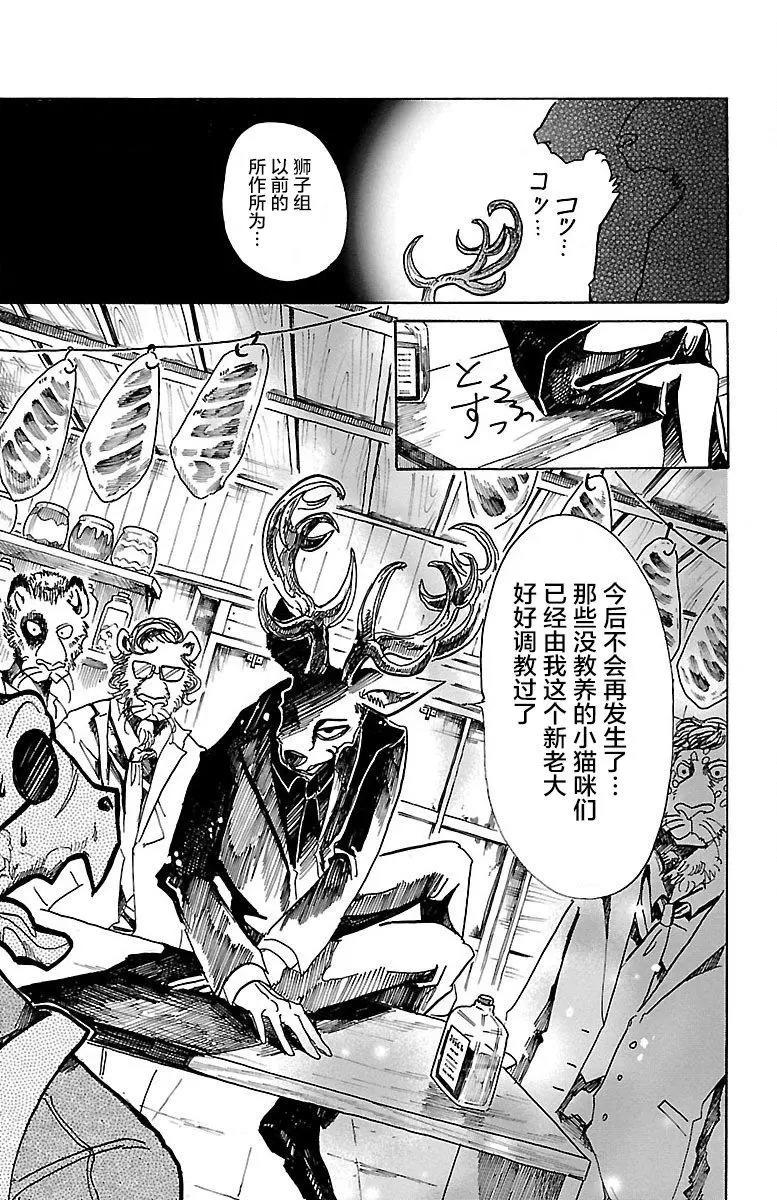 コッ…
コッ…
狮子组
以前的
所作所为…
とすっ
今后不会再发生了…
那些没教养的小猫咪们
已经由我这个新老大
好好调教过了